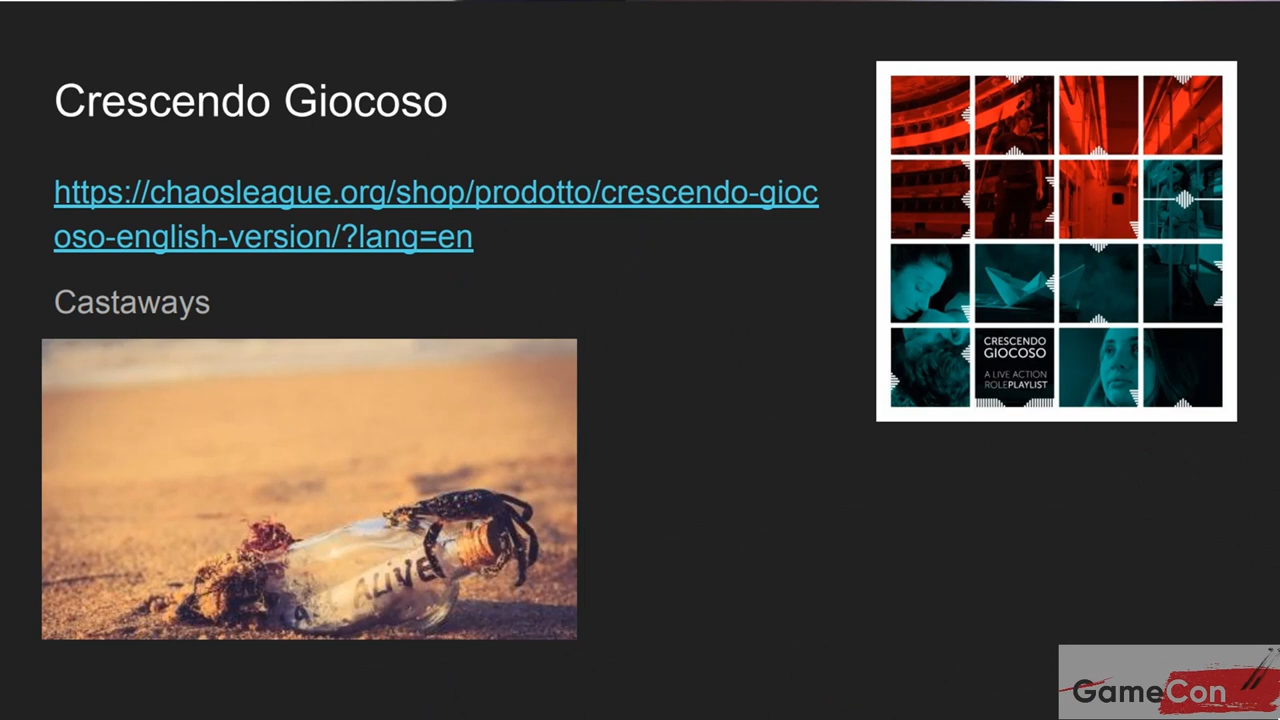 Crescendo Giocoso
https://chaosleague.org/shop/prodotto/crescendo-gioc
oso-english-version/?lang=en
Castaways
ALIVE
CRESCENDO
GIOCOSO
A LIVE ACTION
ROLEPLAYLIST
GameCon